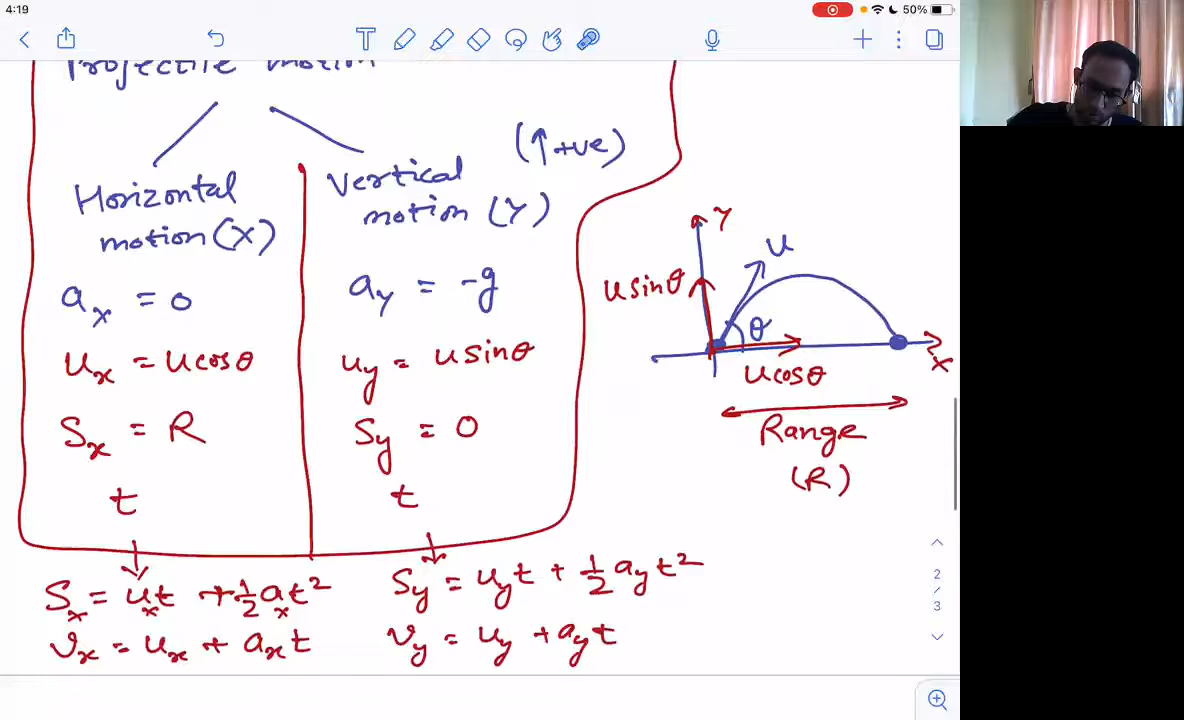 4:19
50%
Projectile motion
Horizontal
motion (X)
a_x = 0
u_x = u cosθ
S_x = R
t
S_x = u_x t + ½ a_x t²
v_x = u_x + a_x t
(↑ +ve)
Vertical
motion (Y)
a_y = -g
u_y = u sinθ
S_y = 0
t
S_y = u_y t + ½ a_y t²
v_y = u_y + a_y t
Y
u
u sinθ
θ
X
u cosθ
Range
(R)
2
/
3